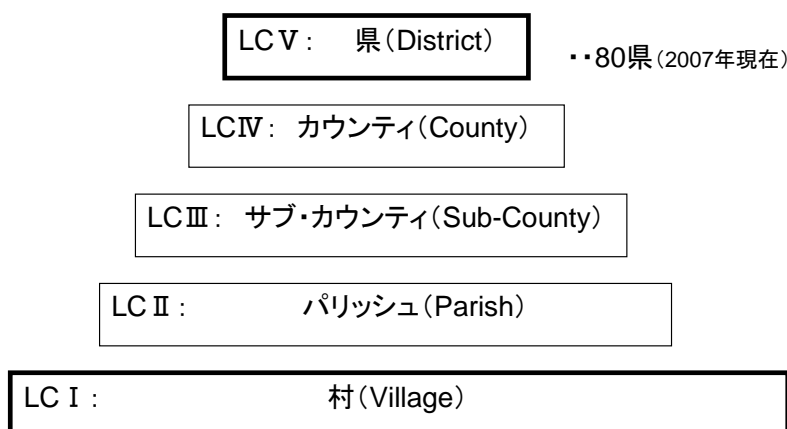 LCⅤ： 県（District）
・・80県（2007年現在）
LCⅣ： カウンティ（County）
LCⅢ： サブ・カウンティ（Sub-County）
LCⅡ： パリッシュ（Parish）
LCⅠ： 村（Village）